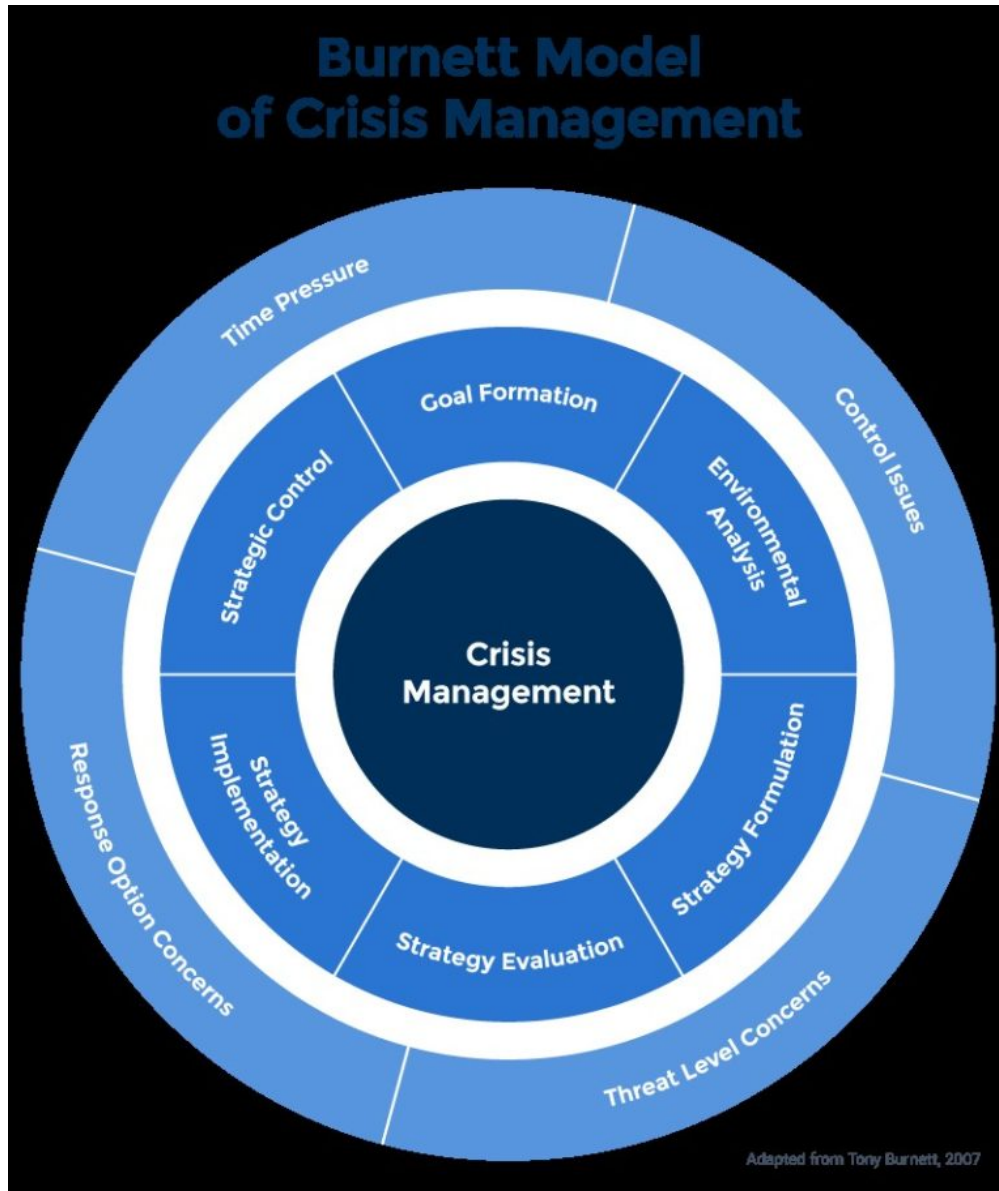 Burnett Model
of Crisis Management
Time Pressure
Control Issues
Threat Level Concerns
Response Option Concerns
Goal Formation
Environmental
Analysis
Strategy Formulation
Strategy Evaluation
Strategy
Implementation
Strategic Control
Crisis
Management
Adapted from Tony Burnett, 2007